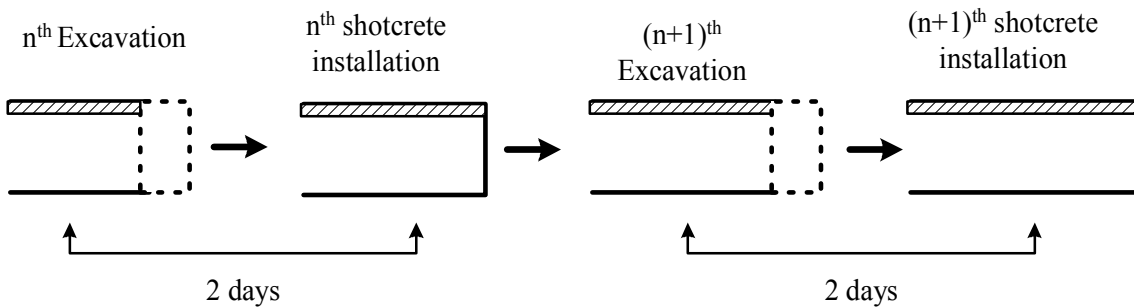 nᵗʰ Excavation
nᵗʰ shotcrete
installation
(n+1)ᵗʰ
Excavation
(n+1)ᵗʰ shotcrete
installation
2 days
2 days